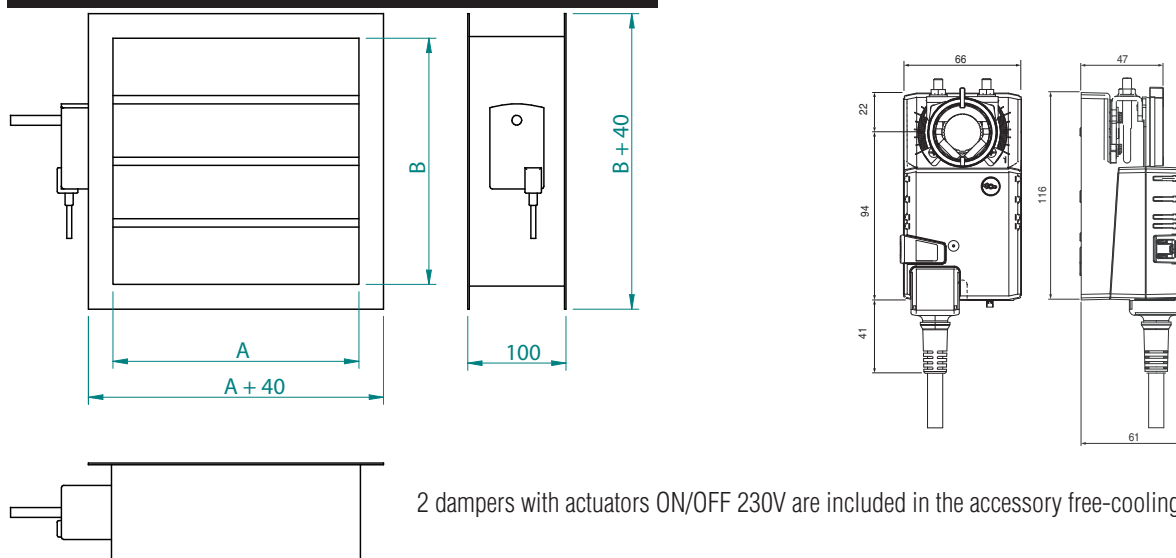 B
B + 40
A
A + 40
100
66
22
94
41
47
116
61
2 dampers with actuators ON/OFF 230V are included in the accessory free-cooling